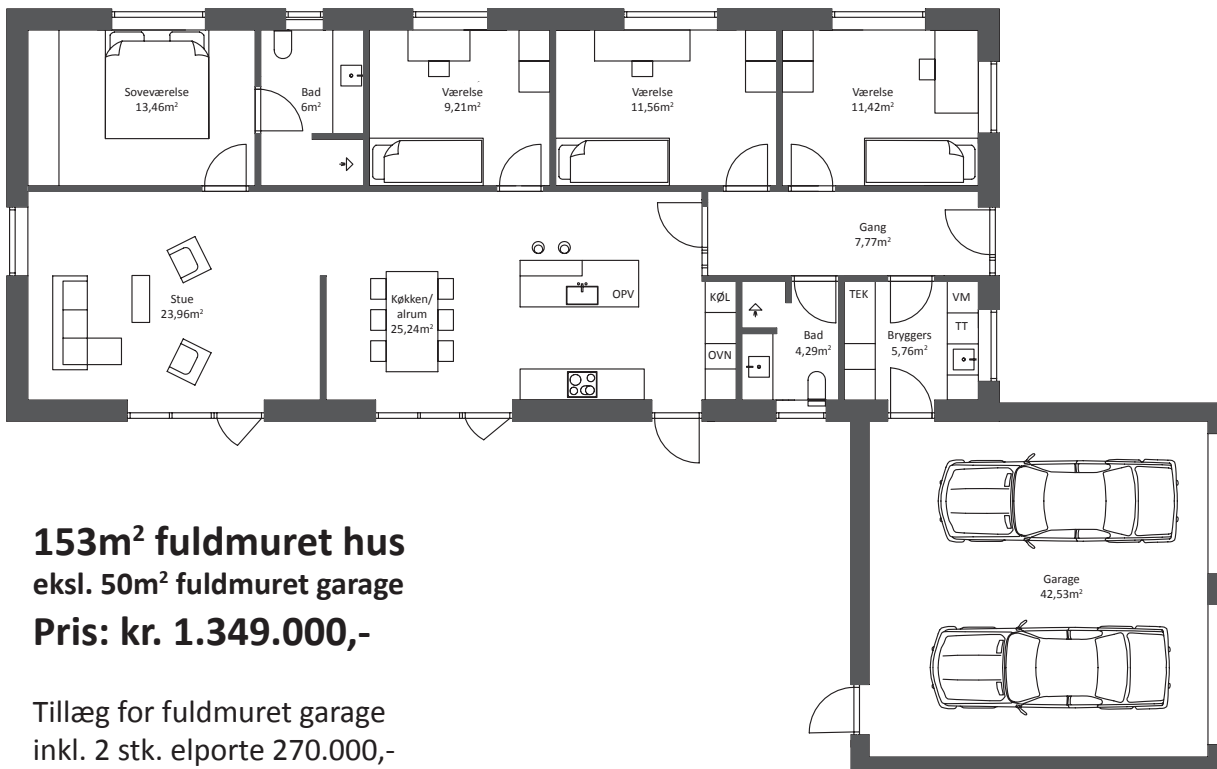 Soveværelse
13,46m²
Bad
6m²
Værelse
9,21m²
Værelse
11,56m²
Værelse
11,42m²
Gang
7,77m²
Stue
23,96m²
Køkken/
alrum
25,24m²
OPV
KØL
OVN
Bad
4,29m²
TEK
Bryggers
5,76m²
VM
TT
Garage
42,53m²
153m² fuldmuret hus
eksl. 50m² fuldmuret garage
Pris: kr. 1.349.000,-
Tillæg for fuldmuret garage
inkl. 2 stk. elporte 270.000,-